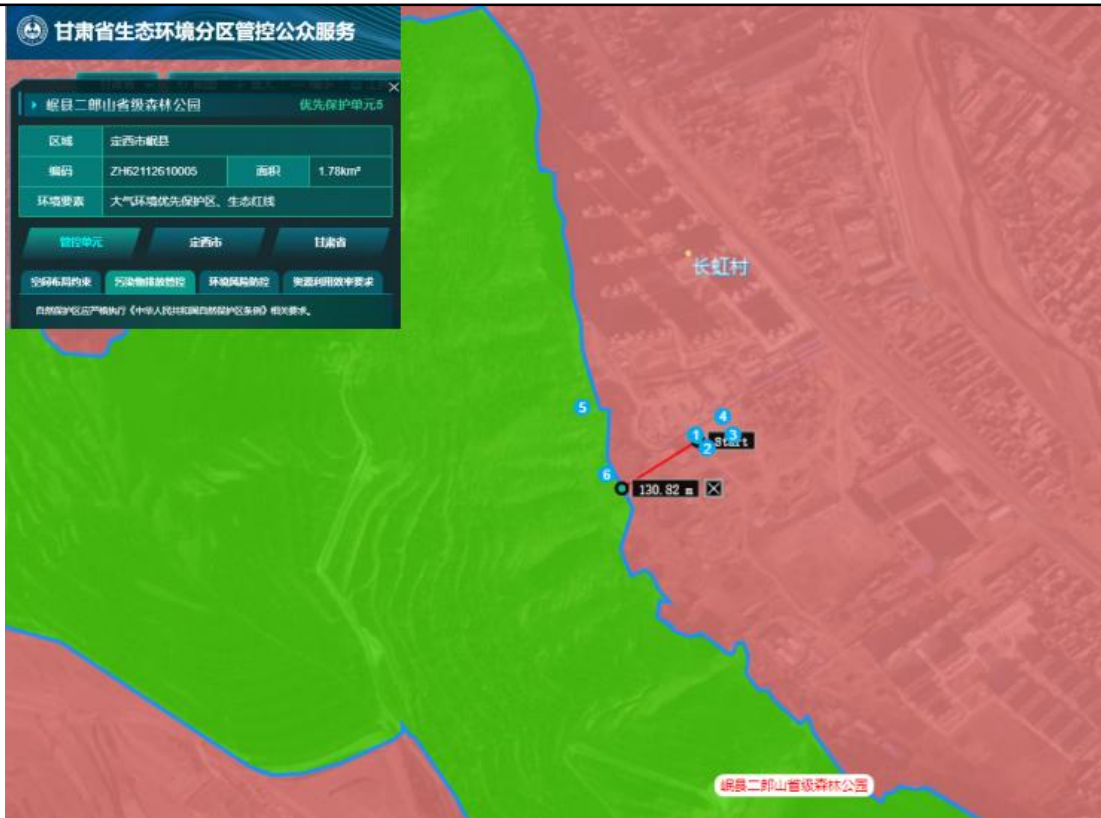 甘肃省生态环境分区管控公众服务
岷县二郎山省级森林公园 优先保护单元5
区域 定西市岷县
编码 ZH62112610005 面积 1.78km²
环境要素 大气环境优先保护区、生态红线
管控单元 定西市 甘肃省
空间布局约束 污染物排放管控 环境风险防控 资源利用效率要求
自然保护区应严格执行《中华人民共和国自然保护区条例》相关要求。
长虹村
5
4
1
3
Start
2
6
130.82 m
岷县二郎山省级森林公园